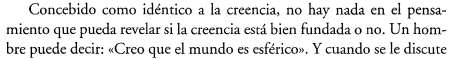 Concebido como idéntico a la creencia, no hay nada en el pensa-
miento que pueda revelar si la creencia está bien fundada o no. Un hom-
bre puede decir: «Creo que el mundo es esférico». Y cuando se le discute